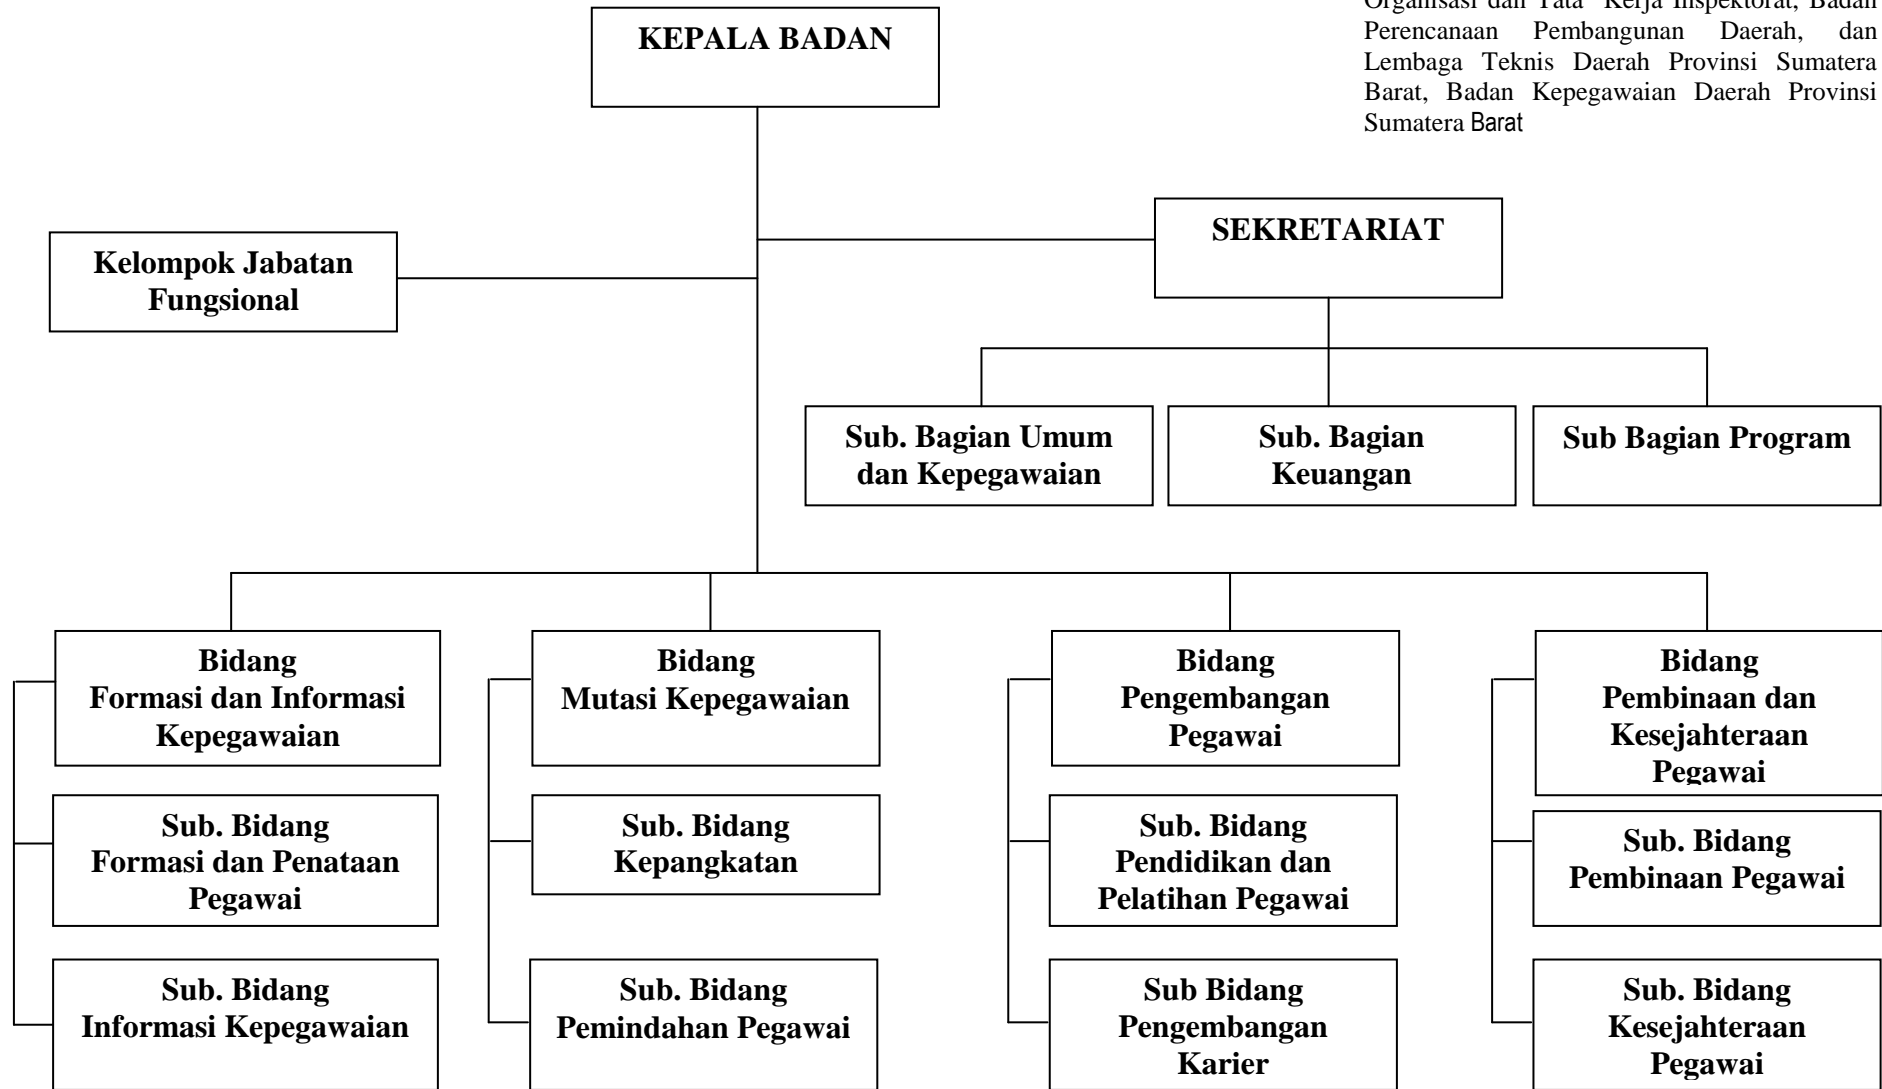 Organisasi dan Tata Kerja Inspektorat, Badan
Perencanaan Pembangunan Daerah, dan
Lembaga Teknis Daerah Provinsi Sumatera
Barat, Badan Kepegawaian Daerah Provinsi
Sumatera Barat
KEPALA BADAN
SEKRETARIAT
Kelompok Jabatan
Fungsional
Sub. Bagian Umum
dan Kepegawaian
Sub. Bagian
Keuangan
Sub Bagian Program
Bidang
Formasi dan Informasi
Kepegawaian
Bidang
Mutasi Kepegawaian
Bidang
Pengembangan
Pegawai
Bidang
Pembinaan dan
Kesejahteraan
Pegawai
Sub. Bidang
Formasi dan Penataan
Pegawai
Sub. Bidang
Kepangkatan
Sub. Bidang
Pendidikan dan
Pelatihan Pegawai
Sub. Bidang
Pembinaan Pegawai
Sub. Bidang
Informasi Kepegawaian
Sub. Bidang
Pemindahan Pegawai
Sub Bidang
Pengembangan
Karier
Sub. Bidang
Kesejahteraan
Pegawai